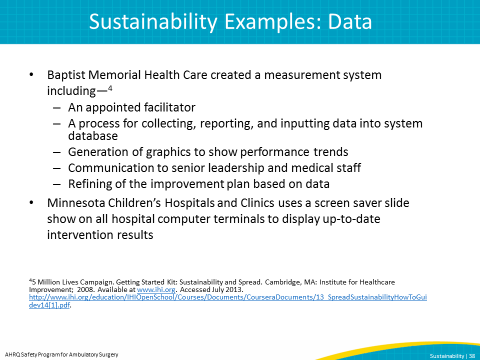 Sustainability Examples: Data
• Baptist Memorial Health Care created a measurement system
including—4
– An appointed facilitator
– A process for collecting, reporting, and inputting data into system
database
– Generation of graphics to show performance trends
– Communication to senior leadership and medical staff
– Refining of the improvement plan based on data
• Minnesota Children's Hospitals and Clinics uses a screen saver slide
show on all hospital computer terminals to display up-to-date
intervention results
45 Million Lives Campaign. Getting Started Kit: Sustainability and Spread. Cambridge, MA: Institute for Healthcare
Improvement; 2008. Available at www.ihi.org. Accessed July 2013.
http://www.ihi.org/education/IHIOpenSchool/Courses/Documents/CourseraDocuments/13_SpreadSustainabilityHowToGui
dev14[1].pdf.
AHRQ Safety Program for Ambulatory Surgery
Sustainability | 38